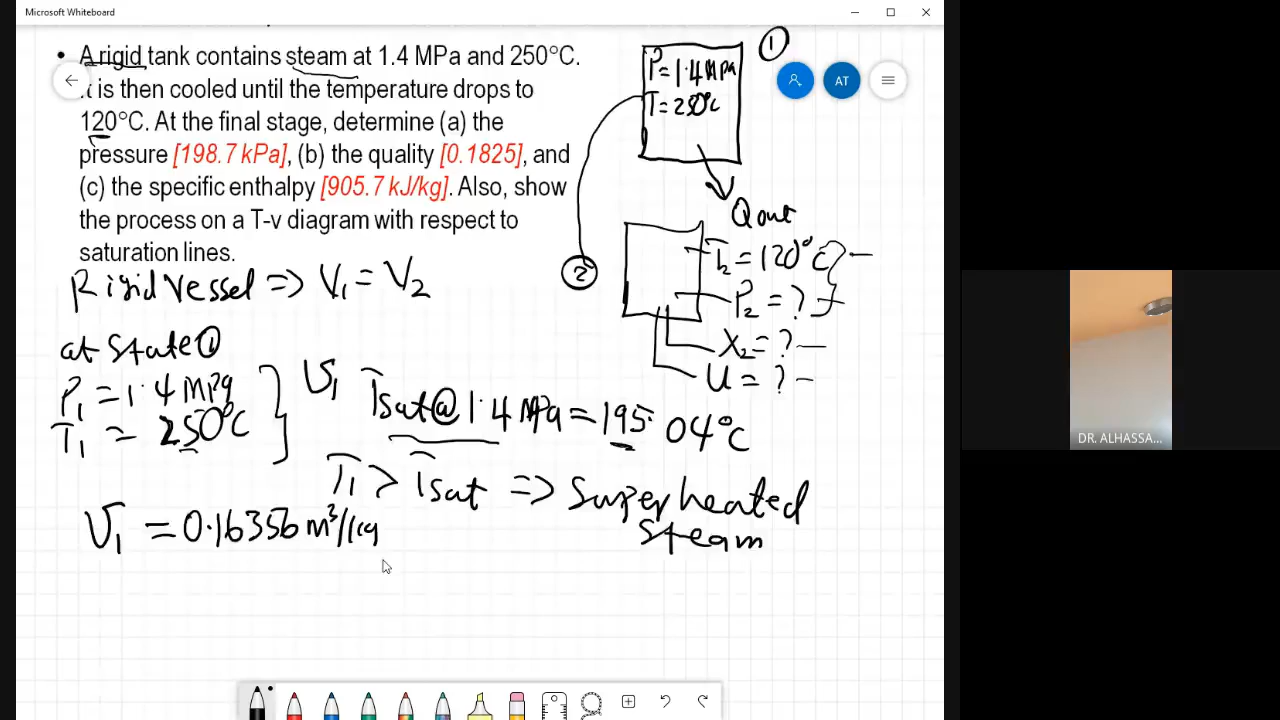 Microsoft Whiteboard
• A rigid tank contains steam at 1.4 MPa and 250°C.
It is then cooled until the temperature drops to
120°C. At the final stage, determine (a) the
pressure [198.7 kPa], (b) the quality [0.1825], and
(c) the specific enthalpy [905.7 kJ/kg]. Also, show
the process on a T-v diagram with respect to
saturation lines.
①
P = 1.4 MPa
T = 250°C
AT
Qout
②
T₂ = 120°C
P₂ = ?
X₂ = ?
U = ?
Rigid Vessel => V₁ = V₂
at State ①
P₁ = 1.4 MPa
T₁ = 250°C
υ₁
Tsat@1.4 MPa = 195.04°C
T₁ > Tsat => Superheated
steam
υ₁ = 0.16356 m³/kg
DR. ALHASSA...